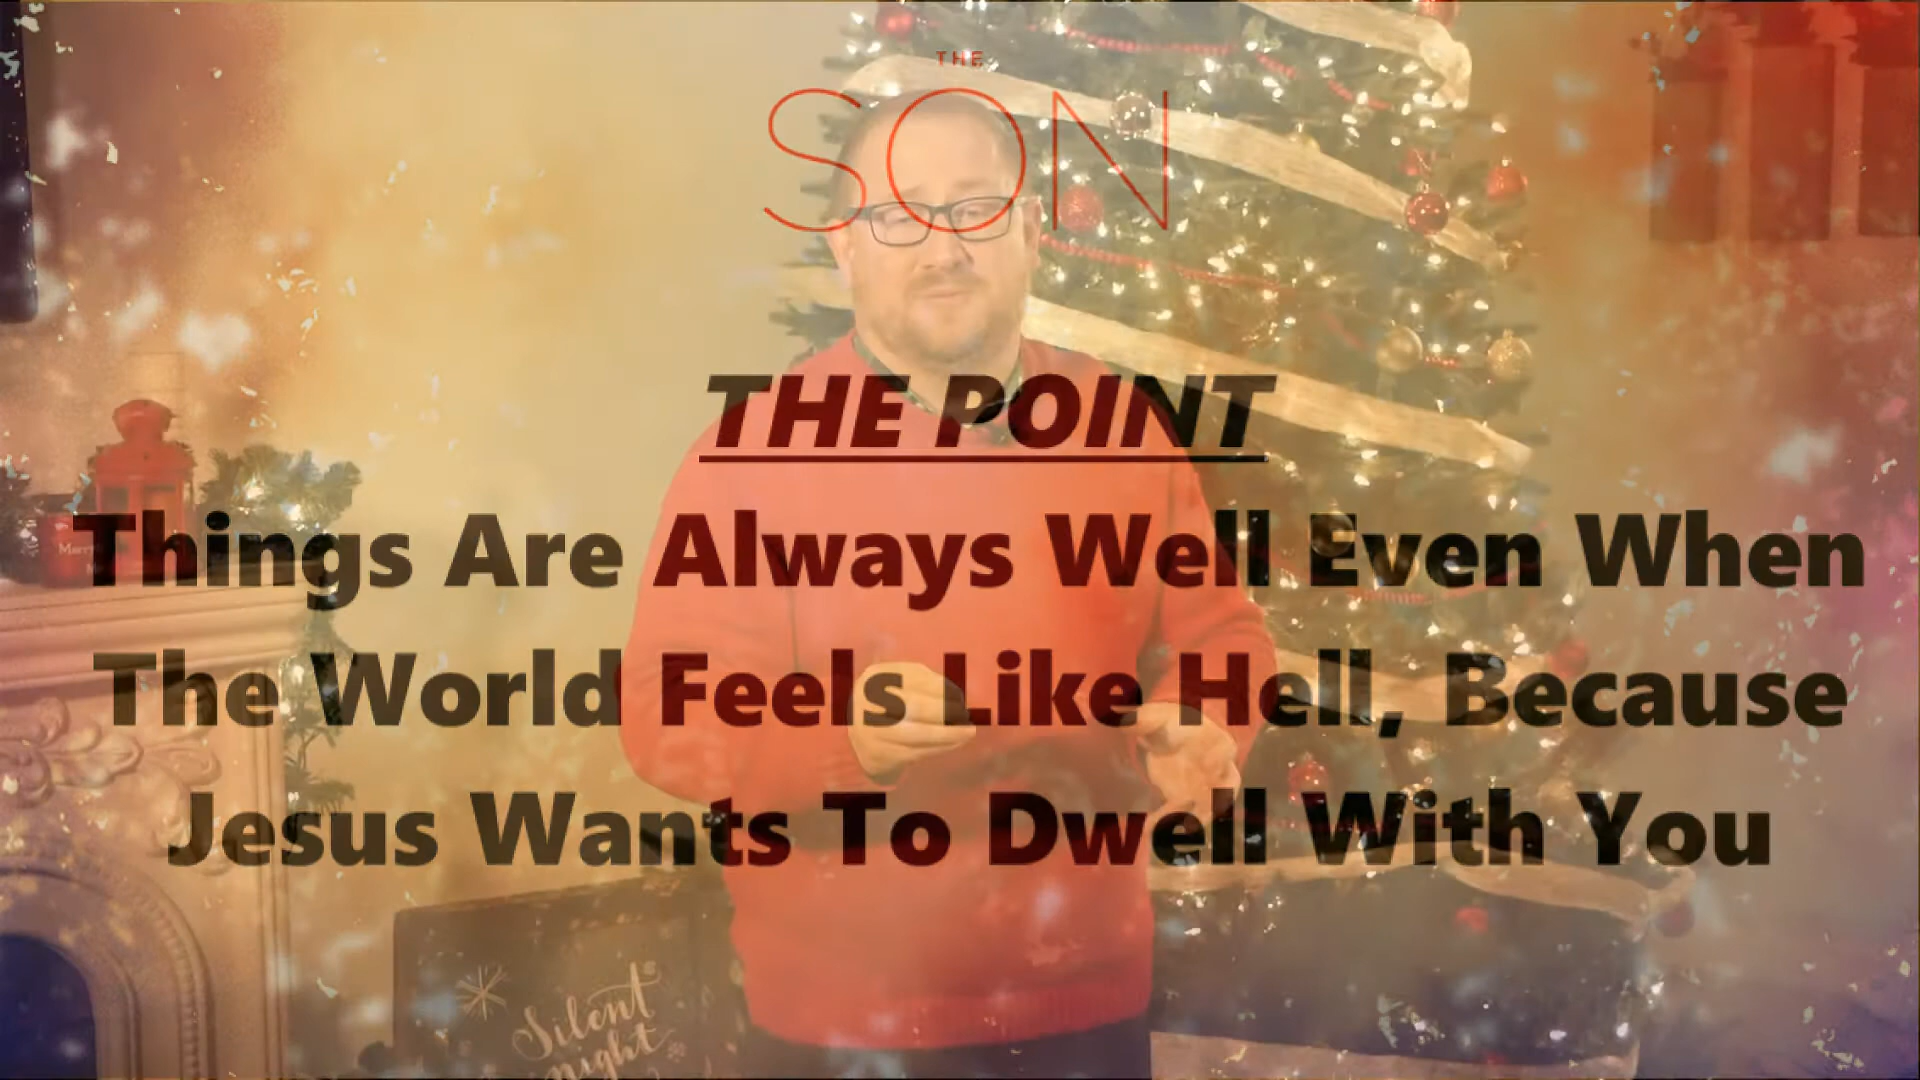 THE
SON
THE POINT
Things Are Always Well Even When
The World Feels Like Hell, Because
Jesus Wants To Dwell With You
Silent
Night